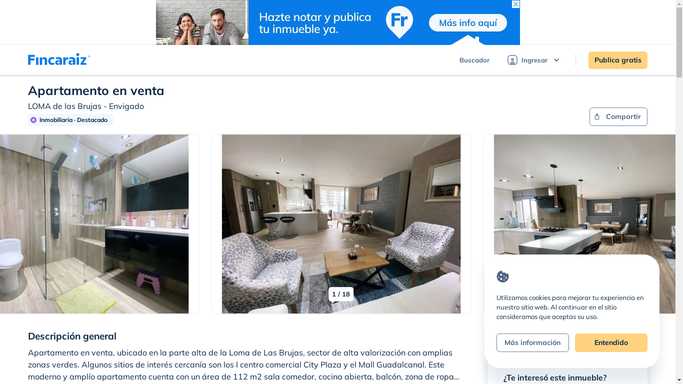 Hazte notar y publica
tu inmueble ya.
Fr
Más info aquí
Fincaraiz
Buscador
Ingresar
Publica gratis
Apartamento en venta
LOMA de las Brujas - Envigado
Inmobiliaria · Destacado
Compartir
1 / 18
Utilizamos cookies para mejorar tu experiencia en
nuestro sitio web. Al continuar en el sitio
consideramos que aceptas su uso.
Más información
Entendido
Descripción general
Apartamento en venta, ubicado en la parte alta de la Loma de Las Brujas, sector de alta valorización con amplias
zonas verdes. Algunos sitios de interés cercanía son los l centro comercial City Plaza y el Mall Guadalcanal. Este
moderno y amplio apartamento cuenta con un área de 112 m2 sala comedor, cocina abierta, balcón, zona de ropa...
¿Te interesó este inmueble?